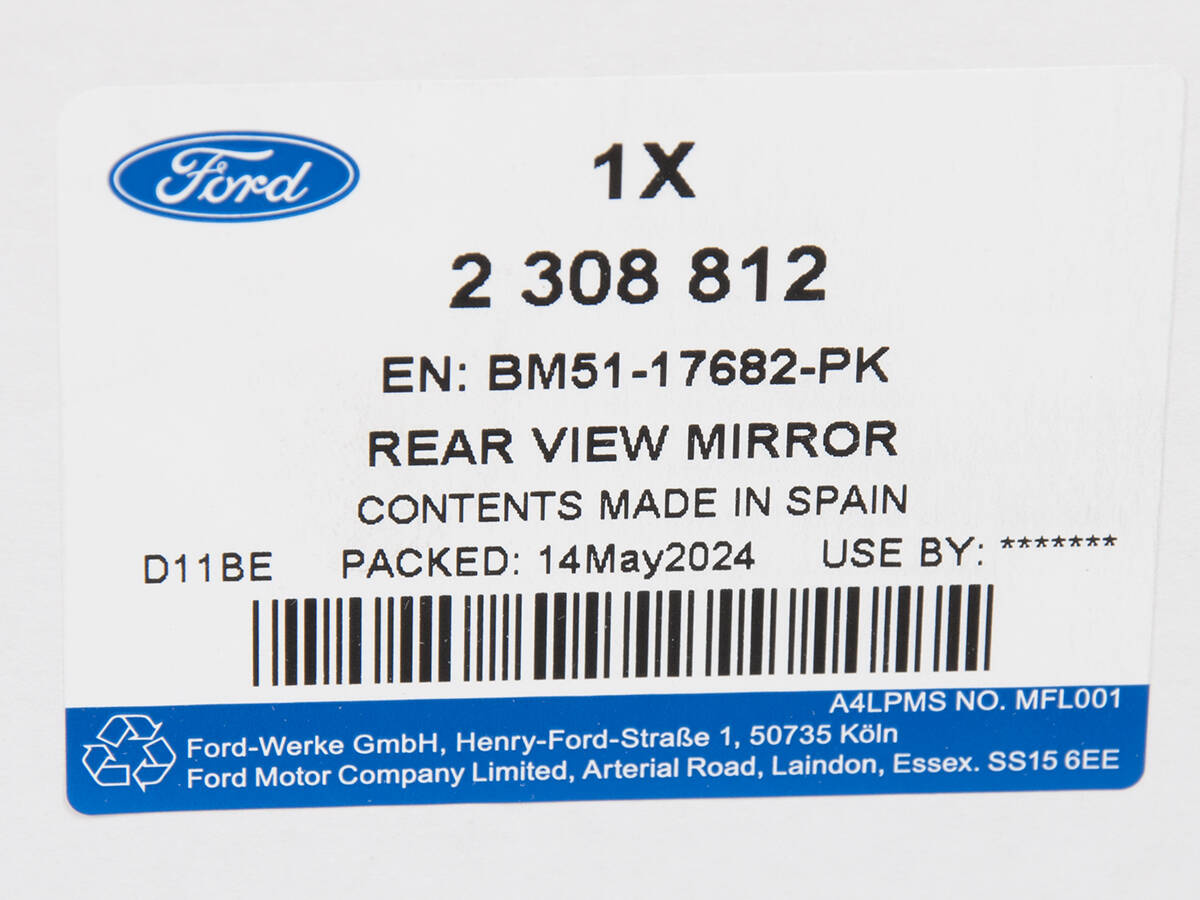 Ford
1X
2 308 812
EN: BM51-17682-PK
REAR VIEW MIRROR
CONTENTS MADE IN SPAIN
D11BE PACKED: 14May2024 USE BY: *******
A4LPMS NO. MFL001
Ford-Werke GmbH, Henry-Ford-Straße 1, 50735 Köln
Ford Motor Company Limited, Arterial Road, Laindon, Essex. SS15 6EE